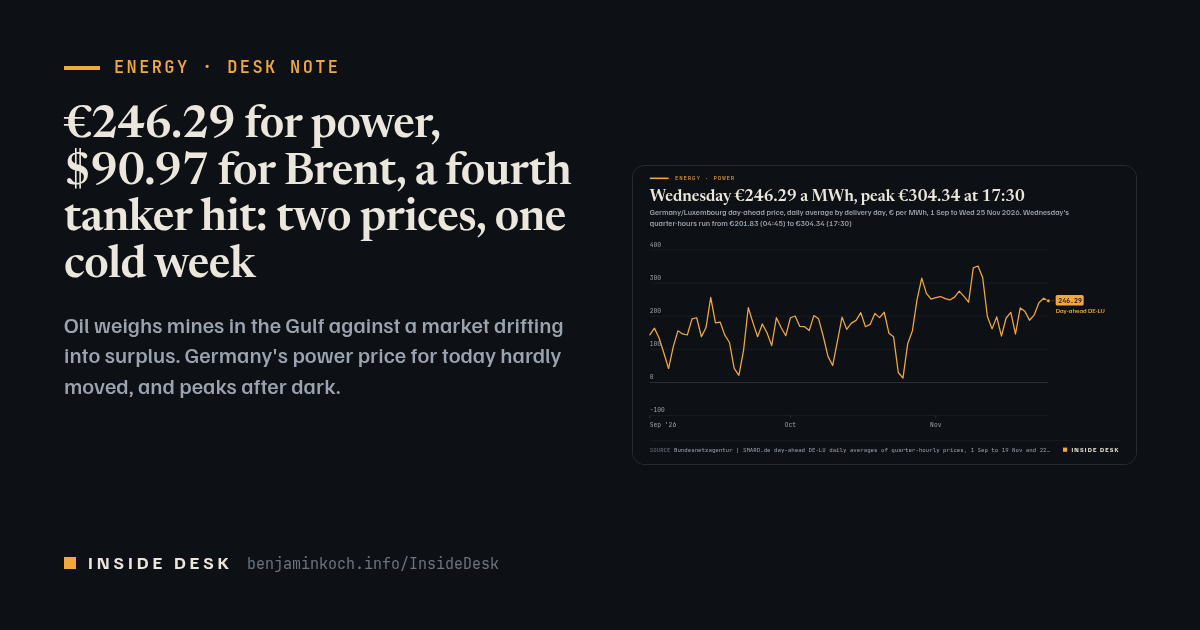 ENERGY · DESK NOTE
€246.29 for power,
$90.97 for Brent, a fourth
tanker hit: two prices, one
cold week
Oil weighs mines in the Gulf against a market drifting
into surplus. Germany's power price for today hardly
moved, and peaks after dark.
ENERGY · POWER
Wednesday €246.29 a MWh, peak €304.34 at 17:30
Germany/Luxembourg day-ahead price, daily average by delivery day, € per MWh, 1 Sep to Wed 25 Nov 2026. Wednesday's
quarter-hours run from €201.83 (04:45) to €304.34 (17:30)
400
300
200
100
0
-100
246.29
Day-ahead DE-LU
Sep '26 Oct Nov
SOURCE Bundesnetzagentur | SMARD.de day-ahead DE-LU daily averages of quarter-hourly prices, 1 Sep to 19 Nov and 22…
INSIDE DESK
INSIDE DESK benjaminkoch.info/InsideDesk